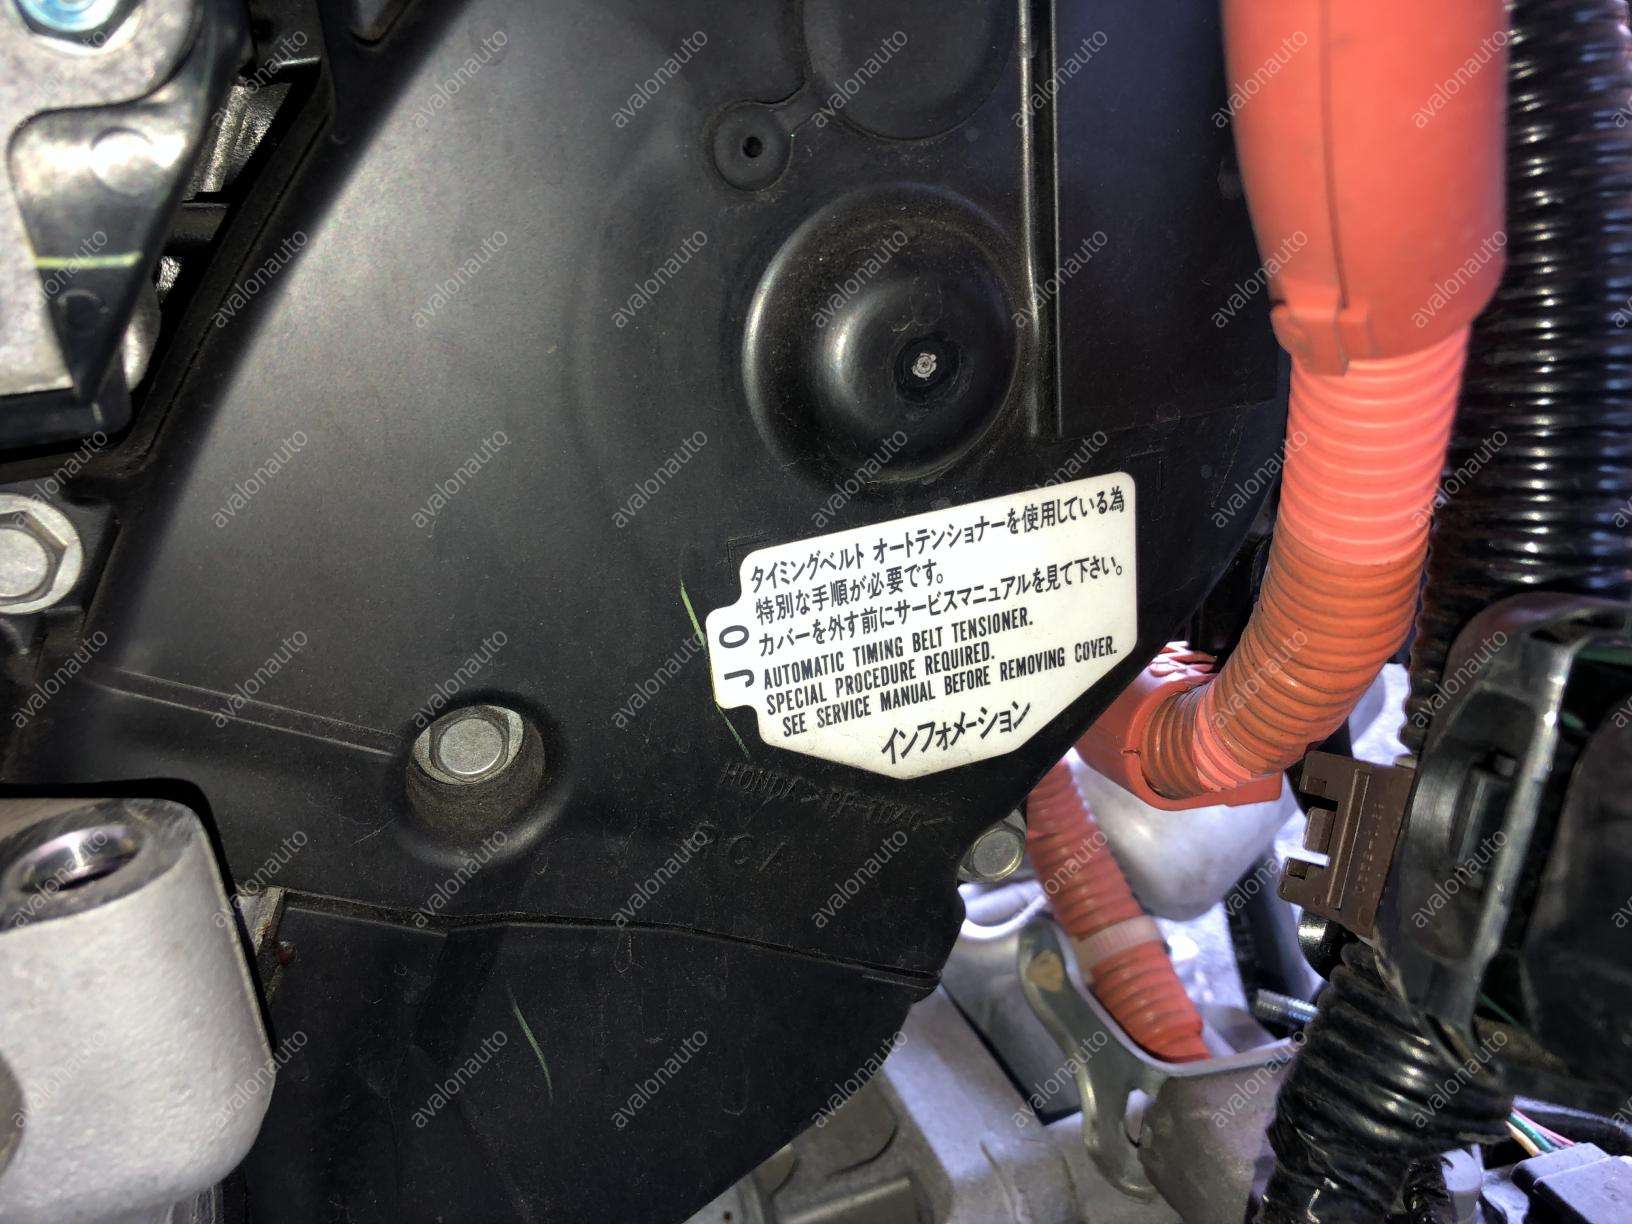 タイミングベルト オートテンショナーを使用している為
特別な手順が必要です。
カバーを外す前にサービスマニュアルを見て下さい。
AUTOMATIC TIMING BELT TENSIONER.
SPECIAL PROCEDURE REQUIRED.
SEE SERVICE MANUAL BEFORE REMOVING COVER.
インフォメーション
J0
HONDA
avalonauto